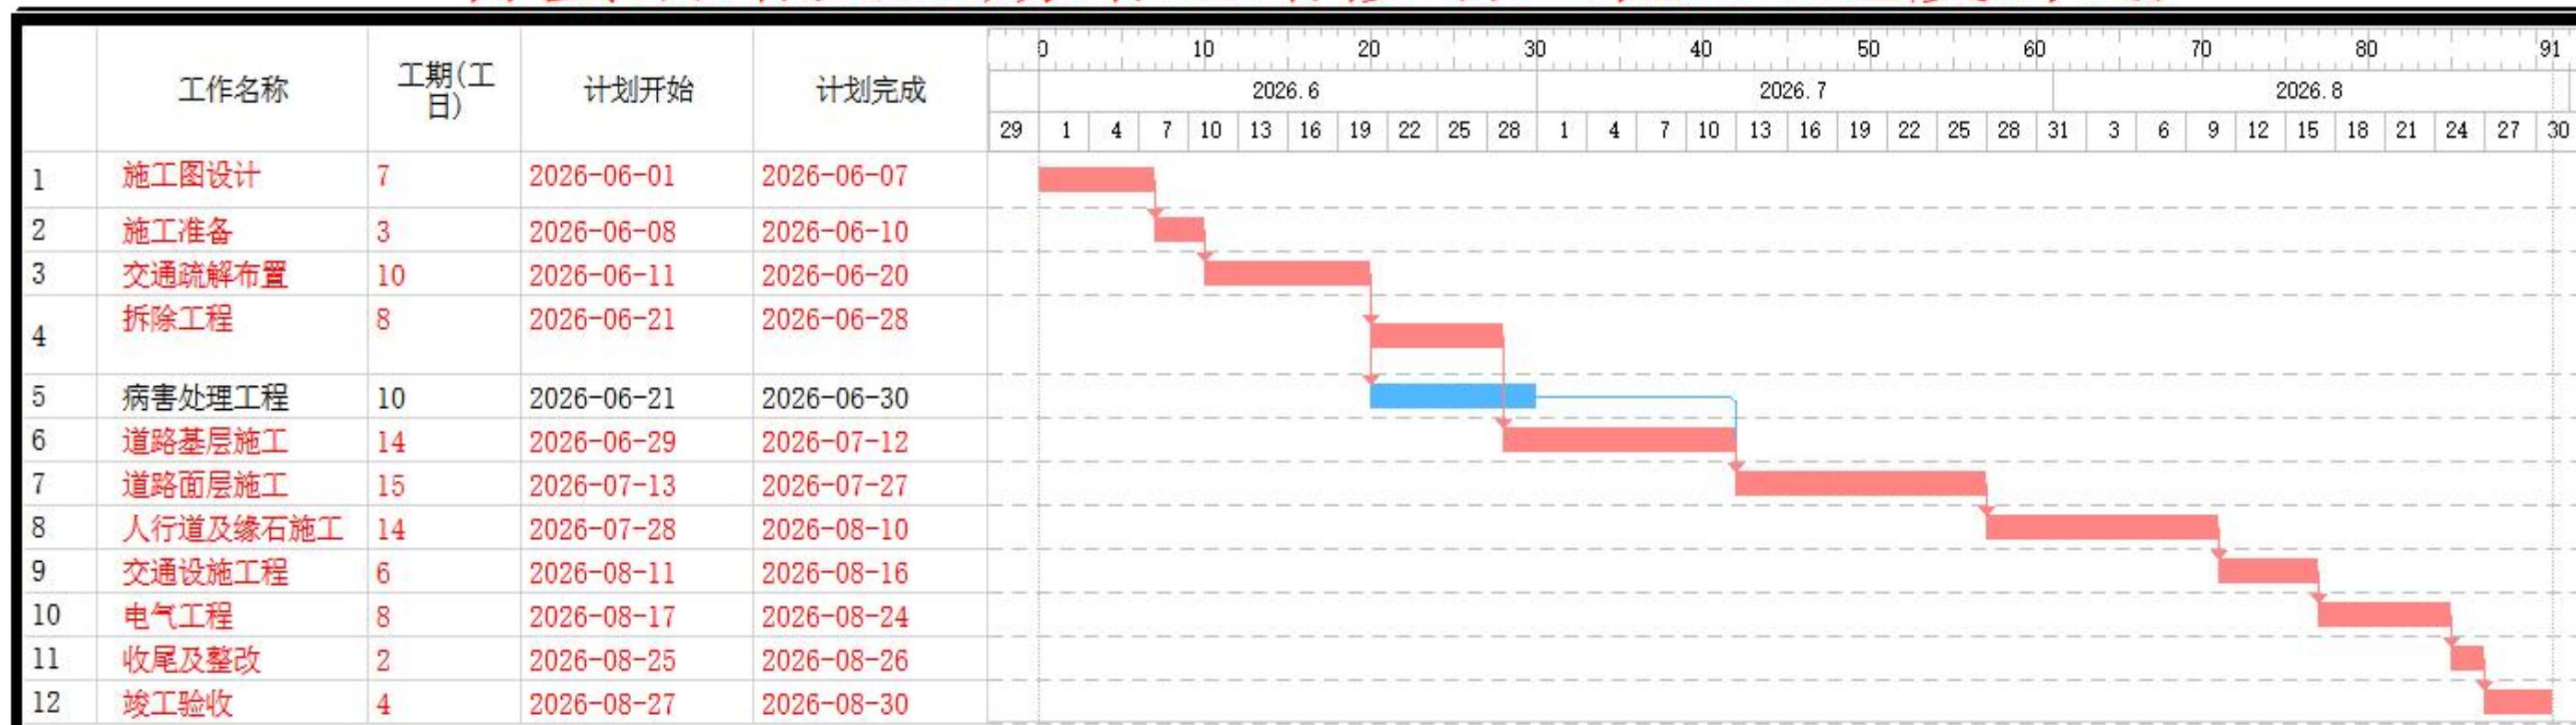 0 10 20 30 40 50 60 70 80 91
工作名称 工期(工日) 计划开始 计划完成 2026.6 2026.7 2026.8
29 1 4 7 10 13 16 19 22 25 28 1 4 7 10 13 16 19 22 25 28 31 3 6 9 12 15 18 21 24 27 30
1 施工图设计 7 2026-06-01 2026-06-07
2 施工准备 3 2026-06-08 2026-06-10
3 交通疏解布置 10 2026-06-11 2026-06-20
4 拆除工程 8 2026-06-21 2026-06-28
5 病害处理工程 10 2026-06-21 2026-06-30
6 道路基层施工 14 2026-06-29 2026-07-12
7 道路面层施工 15 2026-07-13 2026-07-27
8 人行道及缘石施工 14 2026-07-28 2026-08-10
9 交通设施工程 6 2026-08-11 2026-08-16
10 电气工程 8 2026-08-17 2026-08-24
11 收尾及整改 2 2026-08-25 2026-08-26
12 竣工验收 4 2026-08-27 2026-08-30